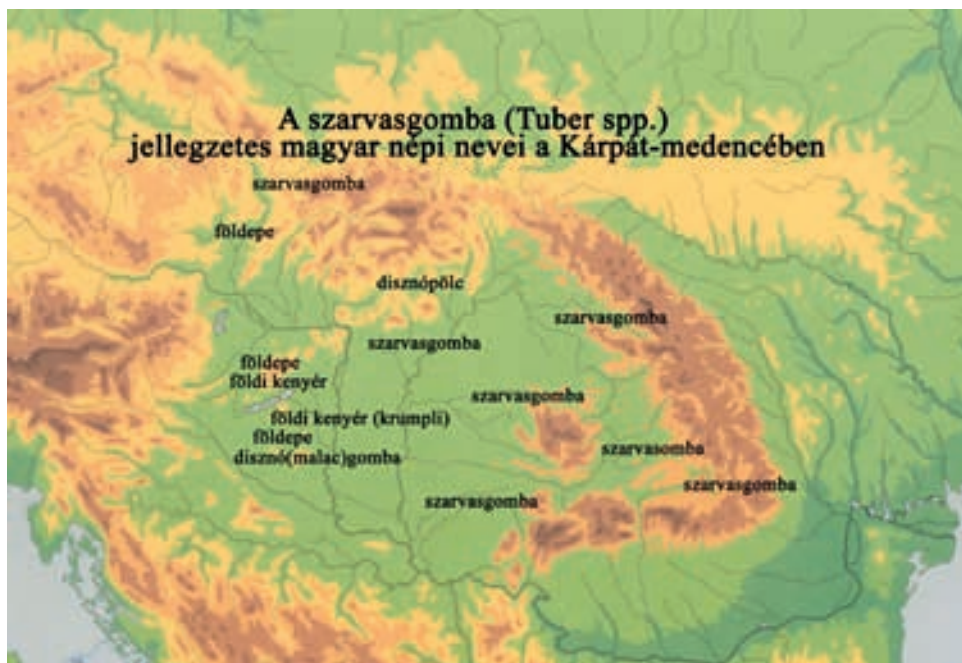 A szarvasgomba (Tuber spp.)
jellegzetes magyar népi nevei a Kárpát-medencében
szarvasgomba
földepe
disznópölc
szarvasgomba
szarvasgomba
földepe
földi kenyér
szarvasgomba
földi kenyér (krumpli)
földepe
disznó(malac)gomba
szarvasomba
szarvasgomba
szarvasgomba